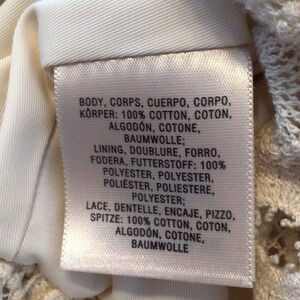 BODY, CORPS, CUERPO, CORPO,
KÖRPER: 100% COTTON, COTON,
ALGODÓN, COTONE,
BAUMWOLLE;
LINING, DOUBLURE, FORRO,
FODERA, FUTTERSTOFF: 100%
POLYESTER, POLYESTER,
POLIÉSTER, POLIESTERE,
POLYESTER;
LACE, DENTELLE, ENCAJE, PIZZO,
SPITZE: 100% COTTON, COTON,
ALGODÓN, COTONE,
BAUMWOLLE